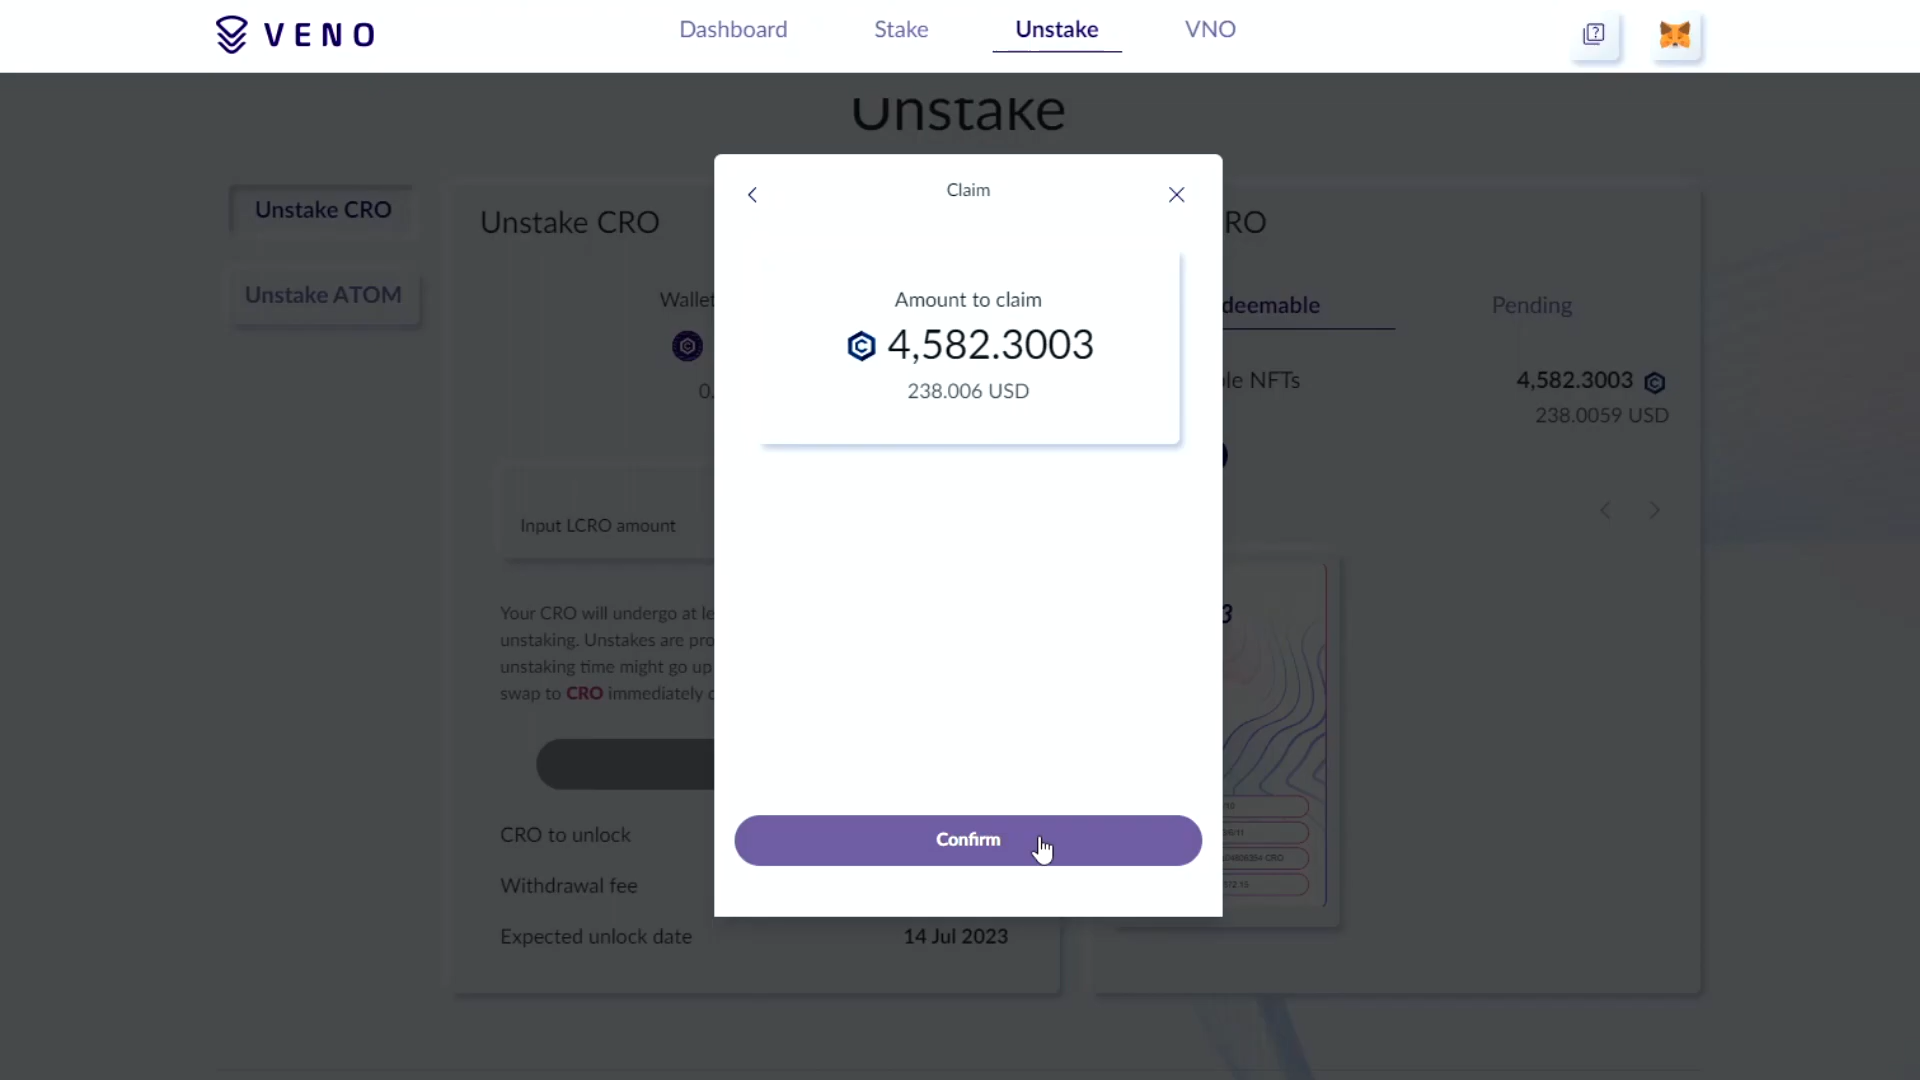 VENO
Dashboard
Stake
Unstake
VNO
Unstake
Unstake CRO
Unstake ATOM
Unstake CRO
Wallet
0.
Input LCRO amount
Your CRO will undergo at le
unstaking. Unstakes are pro
unstaking time might go up
swap to CRO immediately
CRO to unlock
Withdrawal fee
Expected unlock date
14 Jul 2023
Claim
Amount to claim
4,582.3003
238.006 USD
Confirm
RO
deemable
Pending
le NFTs
4,582.3003
238.0059 USD
3